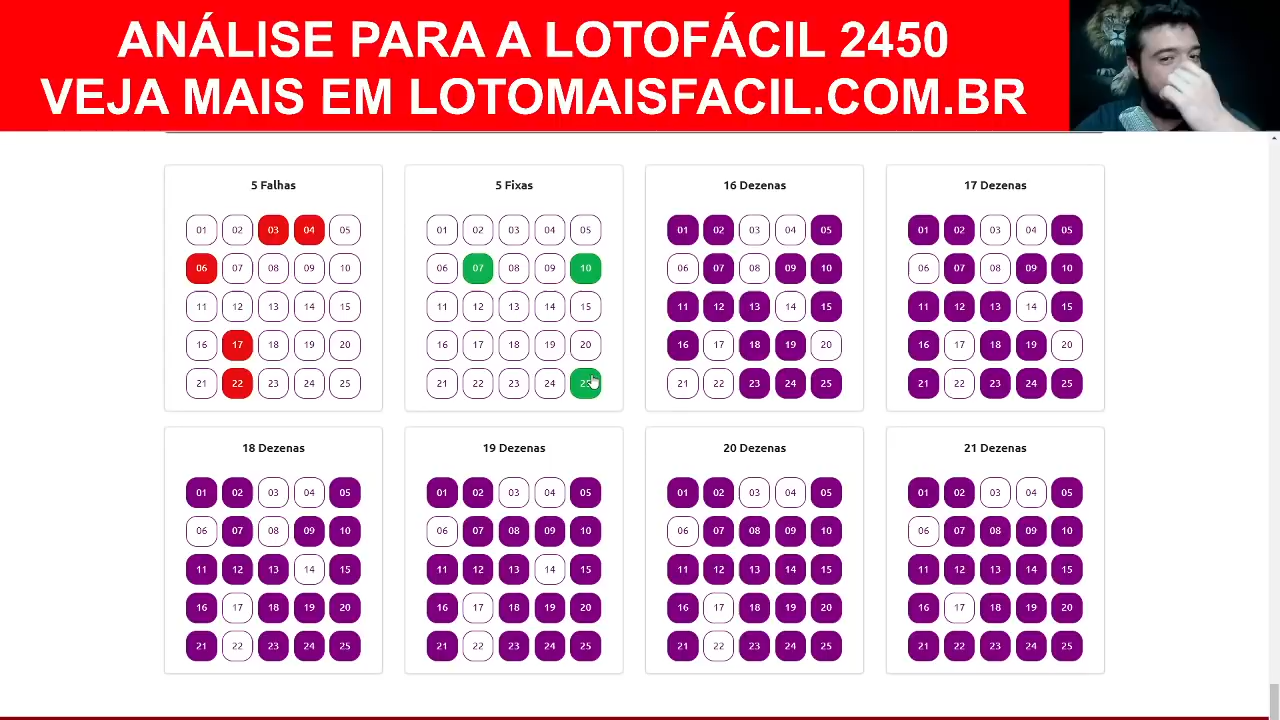 ANÁLISE PARA A LOTOFÁCIL 2450
VEJA MAIS EM LOTOMAISFACIL.COM.BR
5 Falhas
01 02 03 04 05
06 07 08 09 10
11 12 13 14 15
16 17 18 19 20
21 22 23 24 25
5 Fixas
01 02 03 04 05
06 07 08 09 10
11 12 13 14 15
16 17 18 19 20
21 22 23 24 25
16 Dezenas
01 02 03 04 05
06 07 08 09 10
11 12 13 14 15
16 17 18 19 20
21 22 23 24 25
17 Dezenas
01 02 03 04 05
06 07 08 09 10
11 12 13 14 15
16 17 18 19 20
21 22 23 24 25
18 Dezenas
01 02 03 04 05
06 07 08 09 10
11 12 13 14 15
16 17 18 19 20
21 22 23 24 25
19 Dezenas
01 02 03 04 05
06 07 08 09 10
11 12 13 14 15
16 17 18 19 20
21 22 23 24 25
20 Dezenas
01 02 03 04 05
06 07 08 09 10
11 12 13 14 15
16 17 18 19 20
21 22 23 24 25
21 Dezenas
01 02 03 04 05
06 07 08 09 10
11 12 13 14 15
16 17 18 19 20
21 22 23 24 25